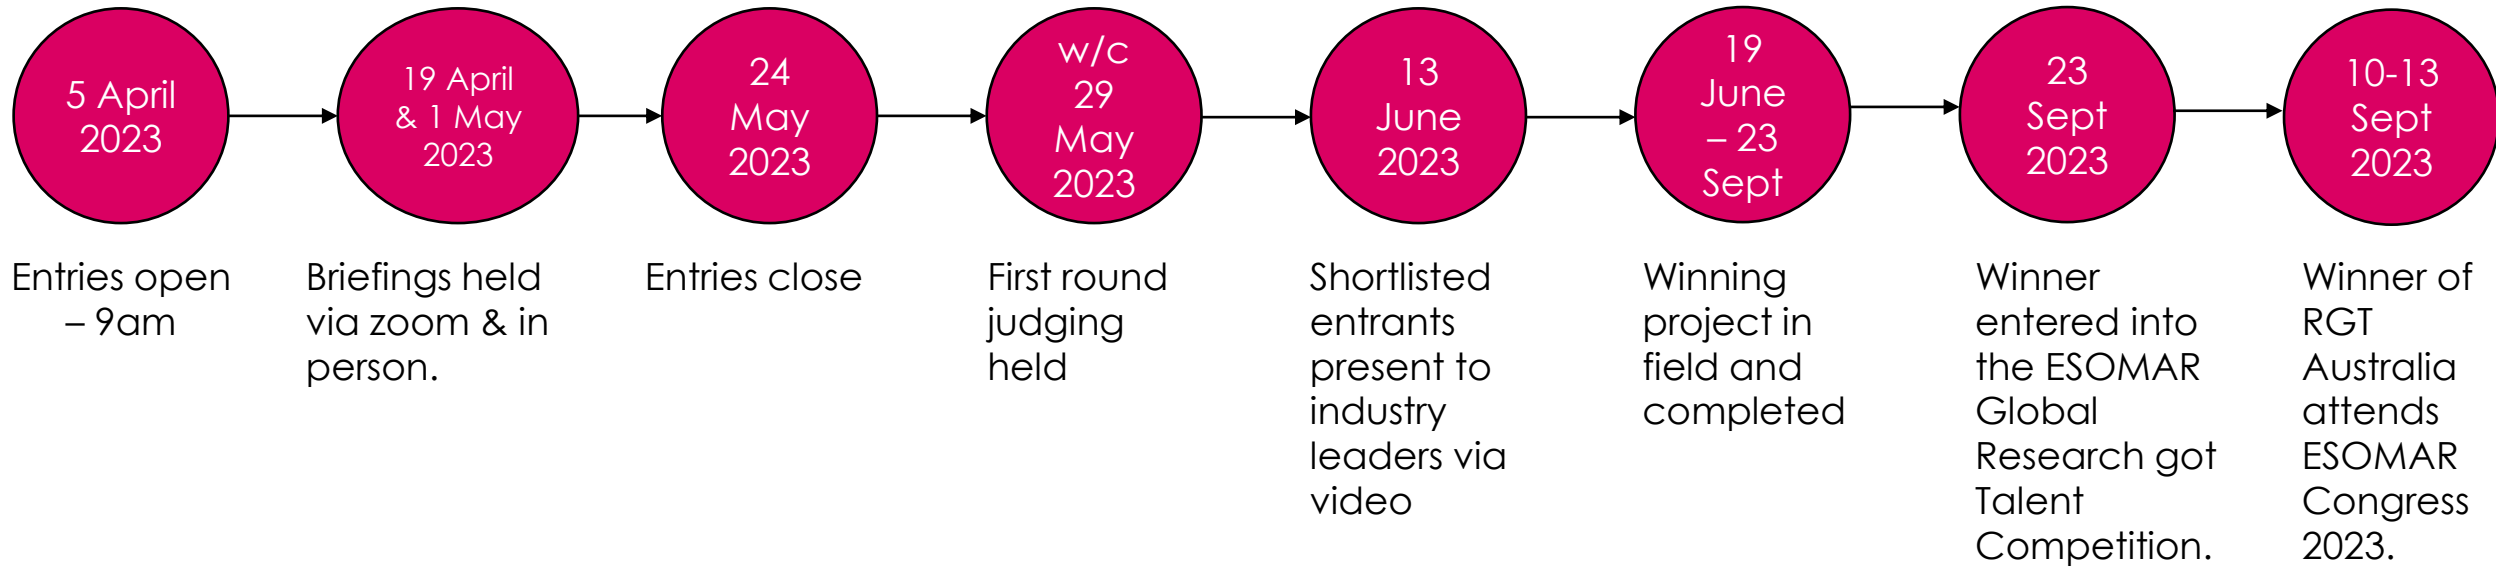 5 April
2023
Entries open
– 9am
19 April
& 1 May
2023
Briefings held
via zoom & in
person.
24
May
2023
Entries close
w/c
29
May
2023
First round
judging
held
13
June
2023
Shortlisted
entrants
present to
industry
leaders via
video
19
June
– 23
Sept
Winning
project in
field and
completed
23
Sept
2023
Winner
entered into
the ESOMAR
Global
Research got
Talent
Competition.
10-13
Sept
2023
Winner of
RGT
Australia
attends
ESOMAR
Congress
2023.